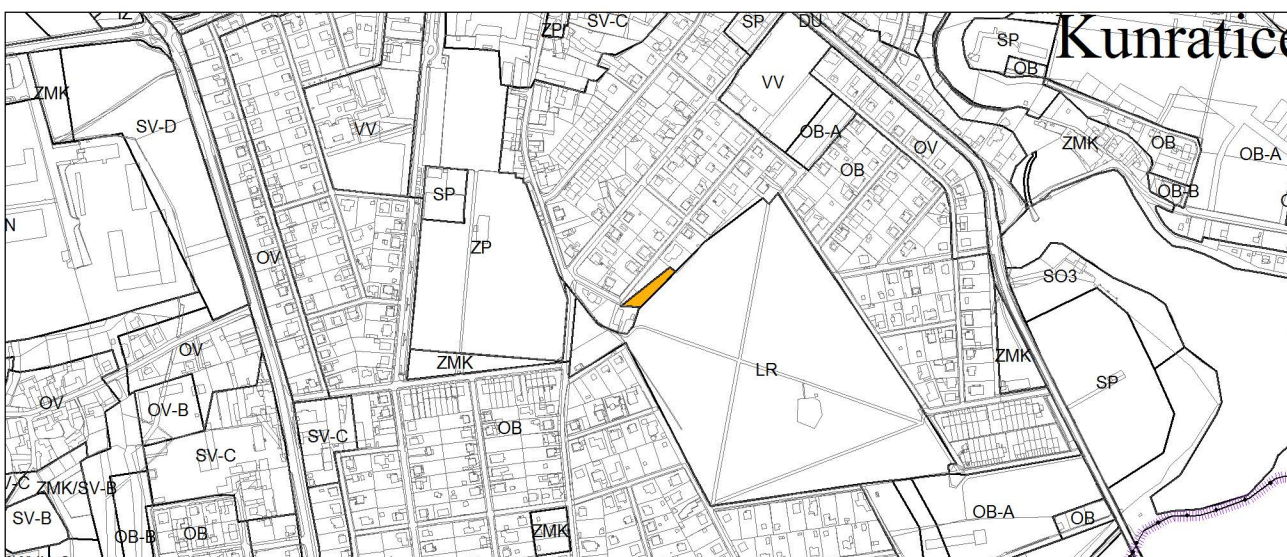 IZ
SV-C
ZP
SP
DU
SP
OB
Kunratice
ZMK
SV-D
VV
VV
OB-A
OV
OB
ZMK
OB
OB-A
OB-B
SP
N
OV
ZP
SO3
OV
ZMK
LR
ZMK
SP
OV
OV-B
SV-C
OB
SV-C
ZMK/SV-B
SV-B
OB-B
OB
ZMK
OB-A
OB